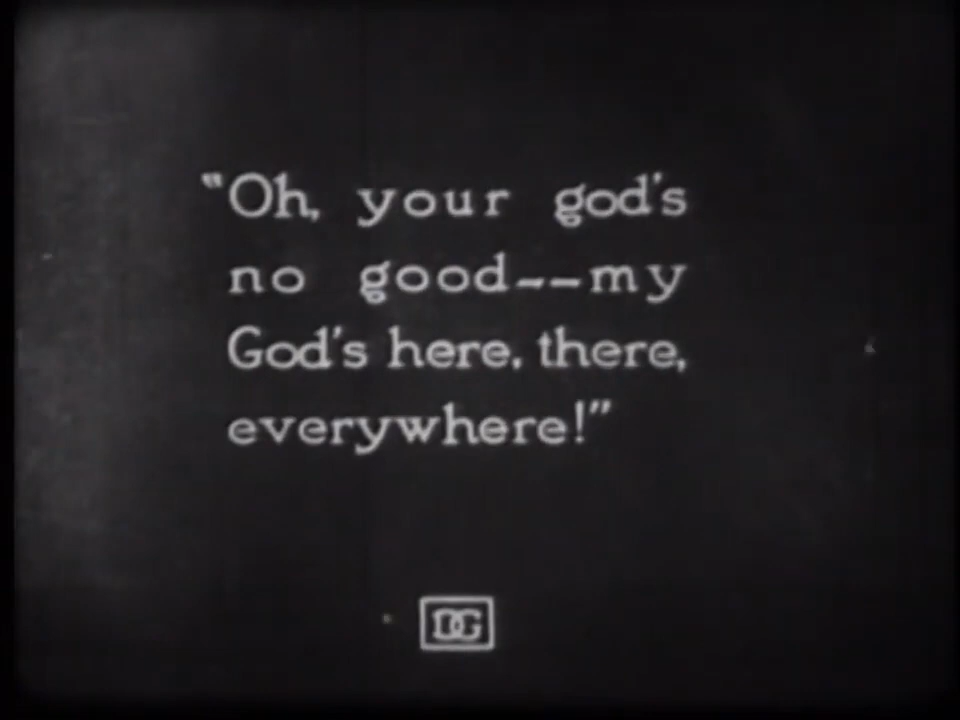 “Oh, your god's
no good--my
God's here, there,
everywhere!”
DG